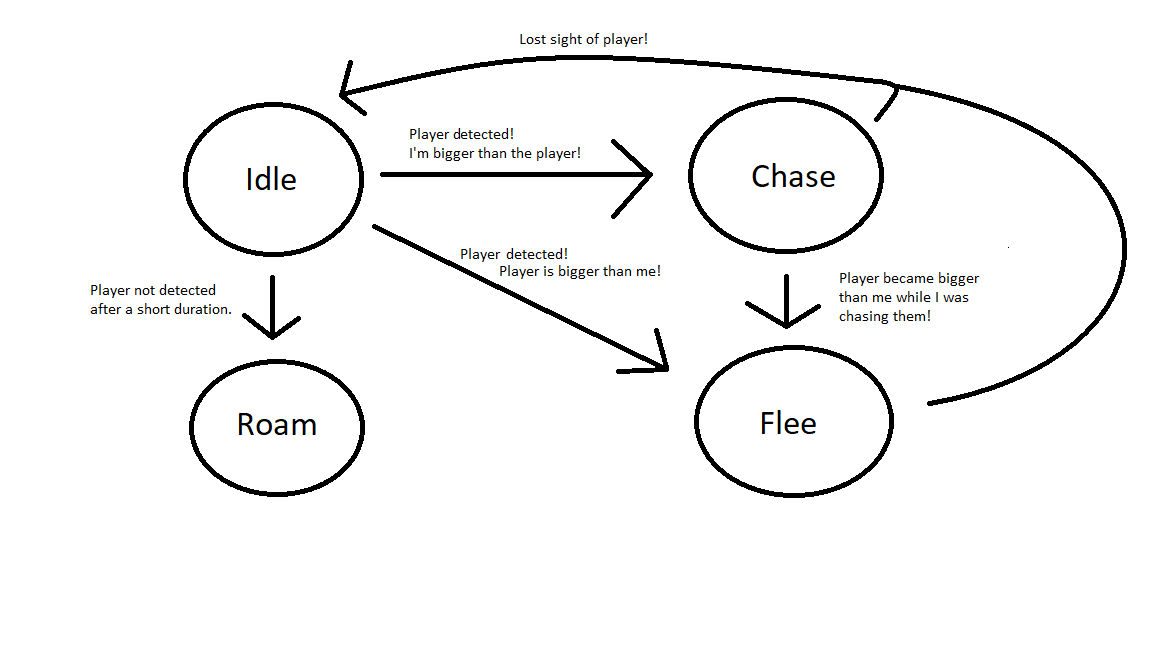 Lost sight of player!
Player detected!
I'm bigger than the player!
Idle
Chase
Player detected!
Player is bigger than me!
Player not detected
after a short duration.
Player became bigger
than me while I was
chasing them!
Roam
Flee